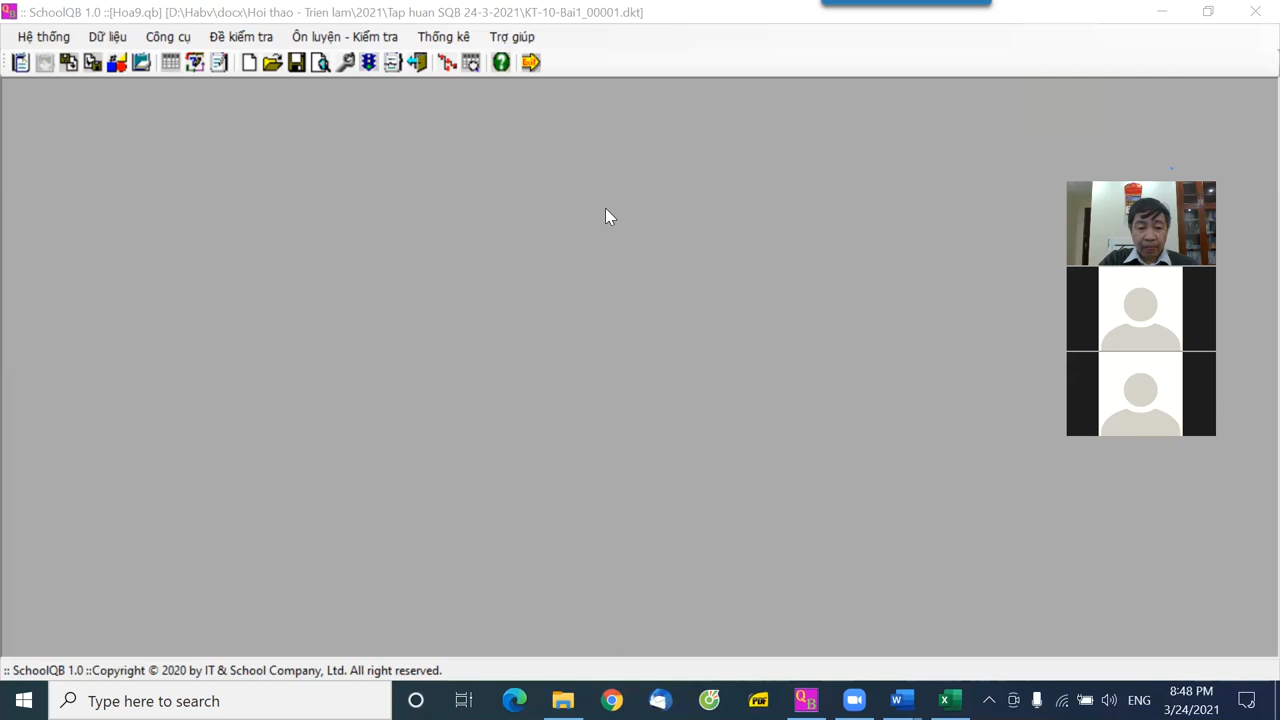 :: SchoolQB 1.0 ::[Hoa9.qb] [D:\Habv\docx\Hoi thao - Trien lam\2021\Tap huan SQB 24-3-2021\KT-10-Bai1_00001.dkt]
Hệ thống Dữ liệu Công cụ Đề kiểm tra Ôn luyện - Kiểm tra Thống kê Trợ giúp
:: SchoolQB 1.0 ::Copyright © 2020 by IT & School Company, Ltd. All right reserved.
Type here to search
PDF
ENG
8:48 PM
3/24/2021